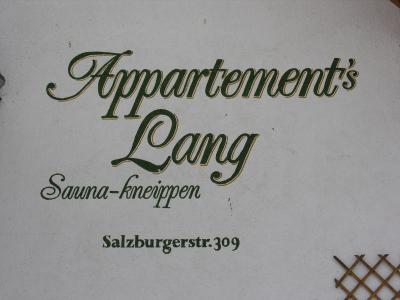 Appartement's
Lang
Sauna-kneippen
Salzburgerstr.309